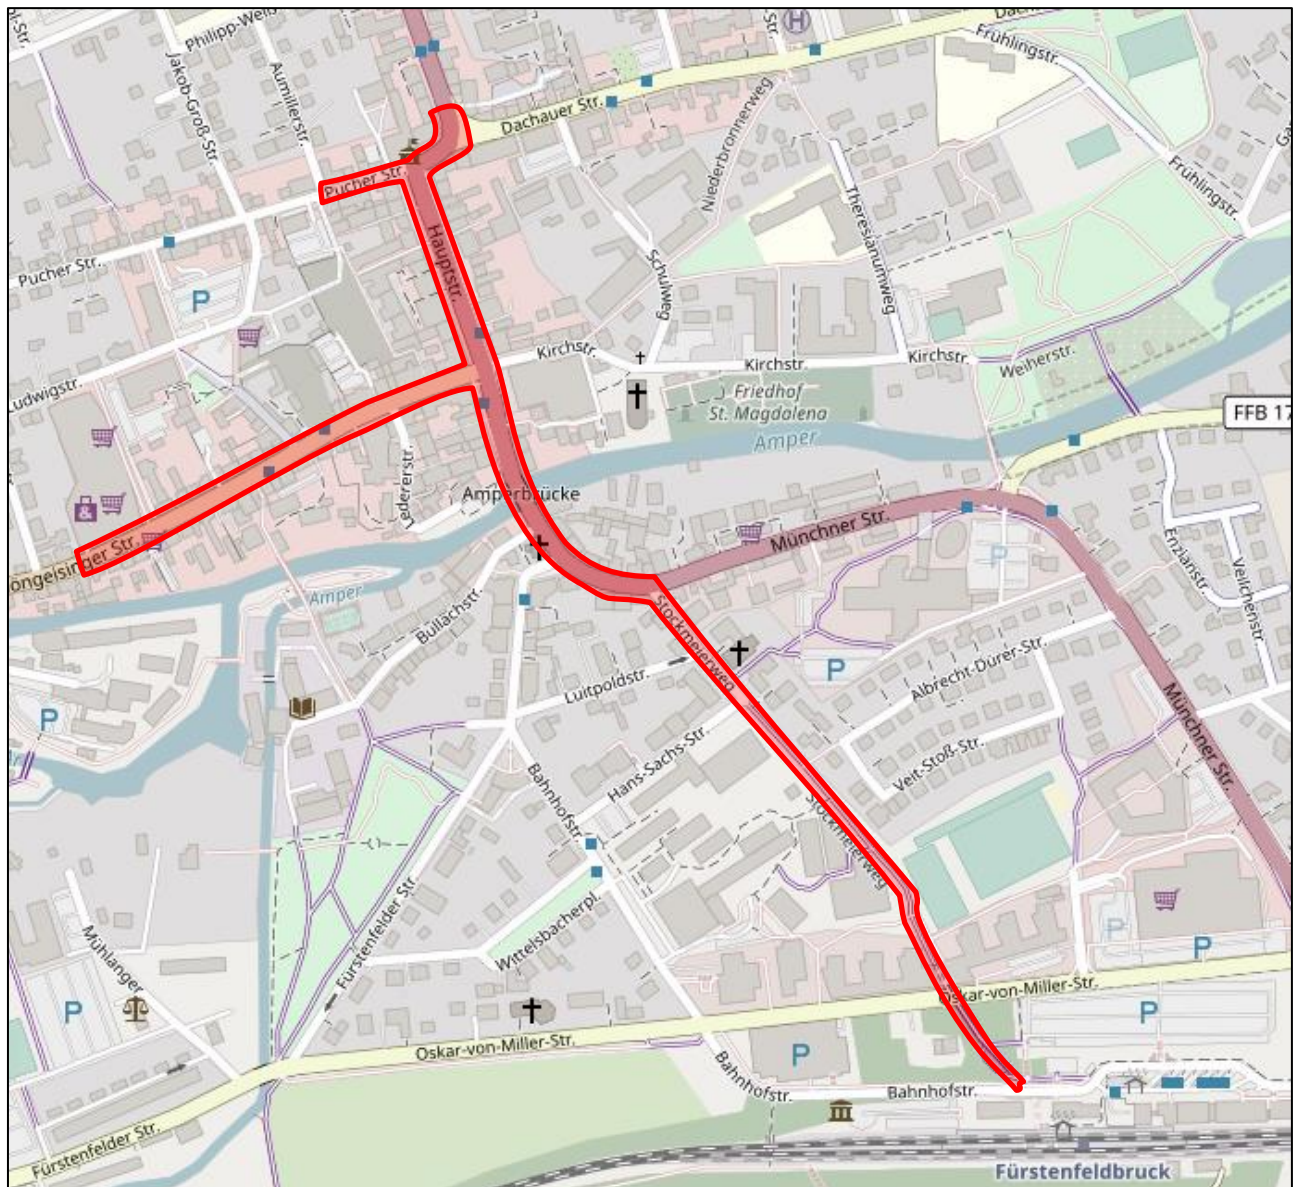 Philipp-Weiß
Dach
Frühlingstr.
Jakob-Groß-Str.
Aumillerstr.
Dachauer Str.
Niederbronnerweg
Frühlingstr.
Pucher Str.
Theresianumweg
Hauptstr.
Schulweg
Pucher Str.
P
Kirchstr.
Kirchstr.
Kirchstr.
Weiherstr.
Ludwigstr.
Friedhof
St. Magdalena
FFB 17
Amper
Ledererstr.
Amperbrücke
Münchner Str.
öngeisinger Str.
P
Enzianstr.
Veilchenstr.
Amper
Bullachstr.
Stockmeierweg
Albrecht-Dürer-Str.
P
Luitpoldstr.
Münchner Str.
P
Hans-Sachs-Str.
Veit-Stoß-Str.
Bahnhofstr.
Stockmeierweg
Fürstenfelder Str.
Wittelsbacherpl.
P
P
Mühlanger
Oskar-von-Miller-Str.
P
P
Oskar-von-Miller-Str.
P
Bahnhofstr.
Bahnhofstr.
Fürstenfelder Str.
Fürstenfeldbruck